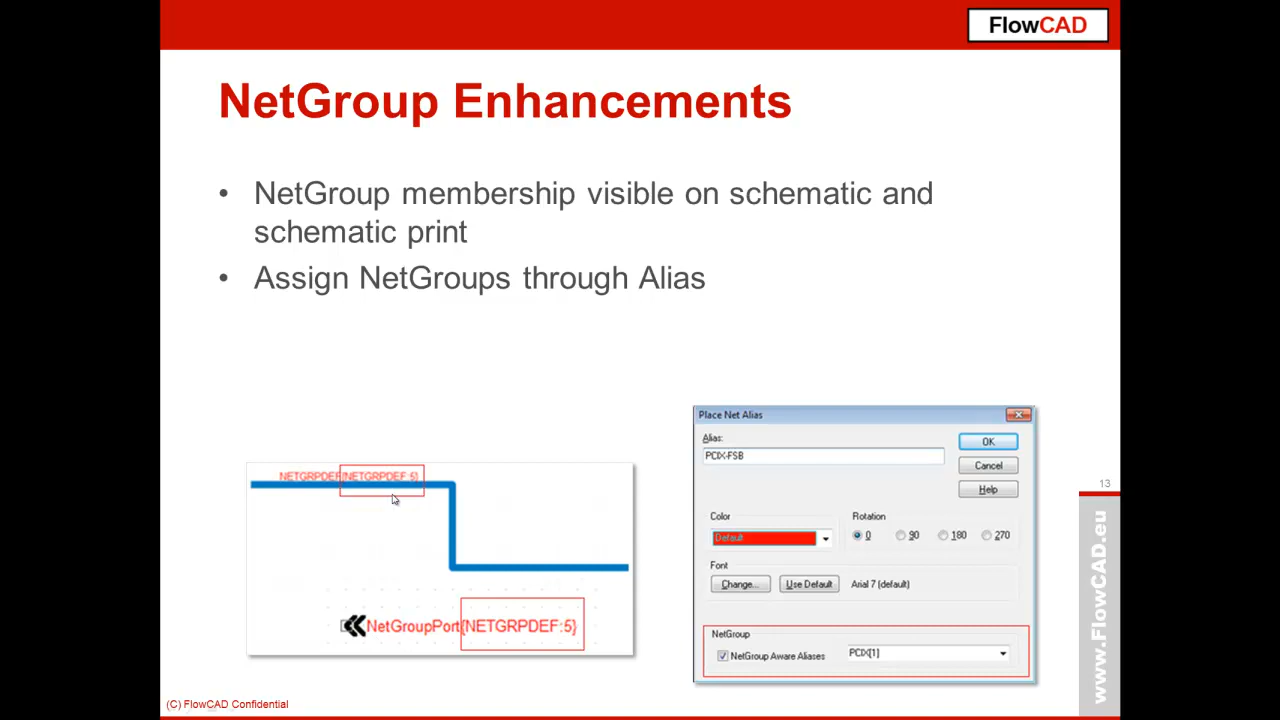 FlowCAD
NetGroup Enhancements
• NetGroup membership visible on schematic and
schematic print
• Assign NetGroups through Alias
NETGRPDEF{NETGRPDEF:5}
NetGroupPort{NETGRPDEF:5}
Place Net Alias
Alias:
PCIX-FSB
OK
Cancel
Help
Color
Default
Rotation
0 90 180 270
Font
Change... Use Default Arial 7 (default)
NetGroup
NetGroup Aware Aliases PCIX[1]
13
www.FlowCAD.eu
(C) FlowCAD Confidential